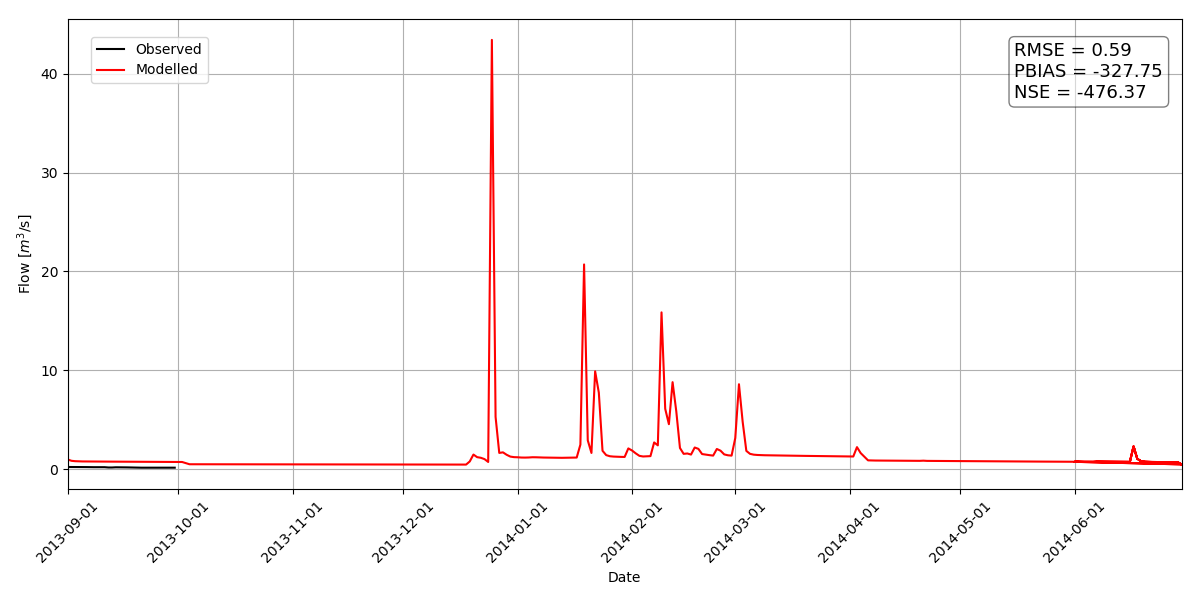 Observed
Modelled
RMSE = 0.59
PBIAS = -327.75
NSE = -476.37
40
30
20
10
0
Flow [m³/s]
2013-09-01
2013-10-01
2013-11-01
2013-12-01
2014-01-01
2014-02-01
2014-03-01
2014-04-01
2014-05-01
2014-06-01
Date